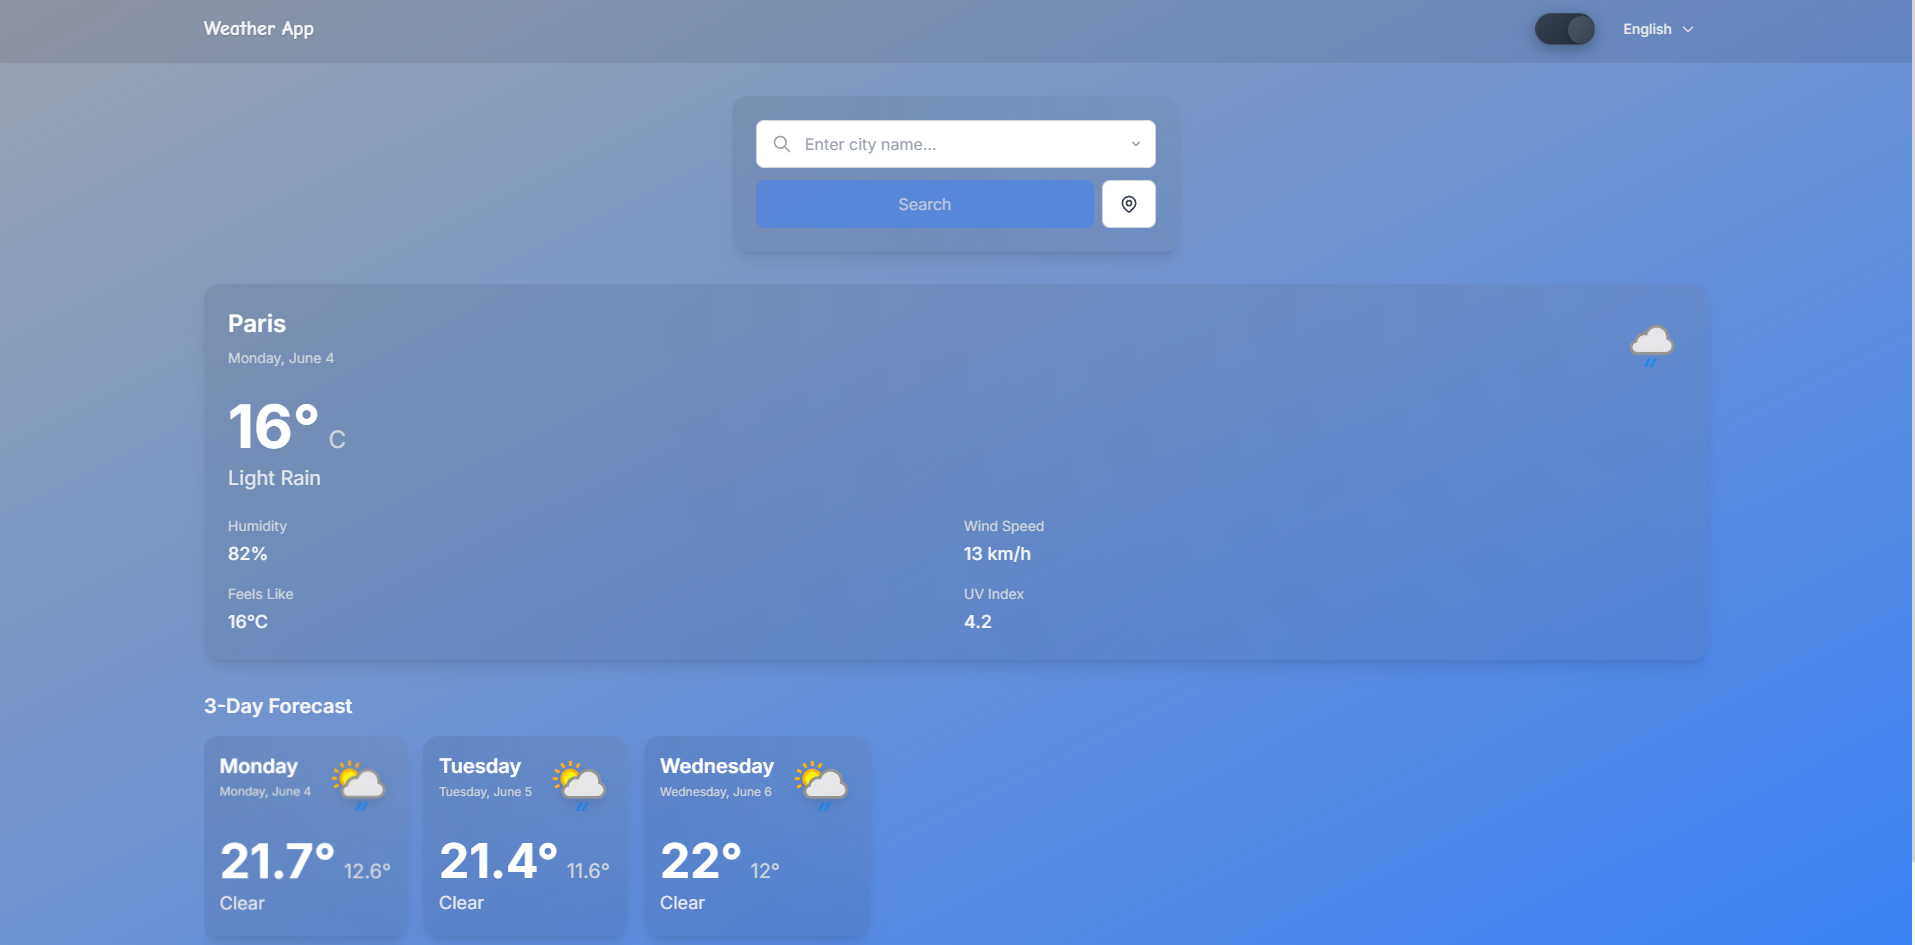 Weather App
English
Enter city name...
Search
Paris
Monday, June 4
16° C
Light Rain
Humidity
82%
Wind Speed
13 km/h
Feels Like
16°C
UV Index
4.2
3-Day Forecast
Monday
Monday, June 4
21.7° 12.6°
Clear
Tuesday
Tuesday, June 5
21.4° 11.6°
Clear
Wednesday
Wednesday, June 6
22° 12°
Clear